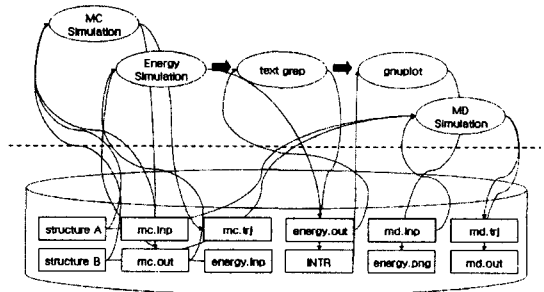 MC
Simulation
Energy
Simulation
text grep
gnuplot
MD
Simulation
structure A
mc.inp
mc.trj
energy.out
md.inp
md.trj
structure B
mc.out
energy.inp
INTR
energy.png
md.out